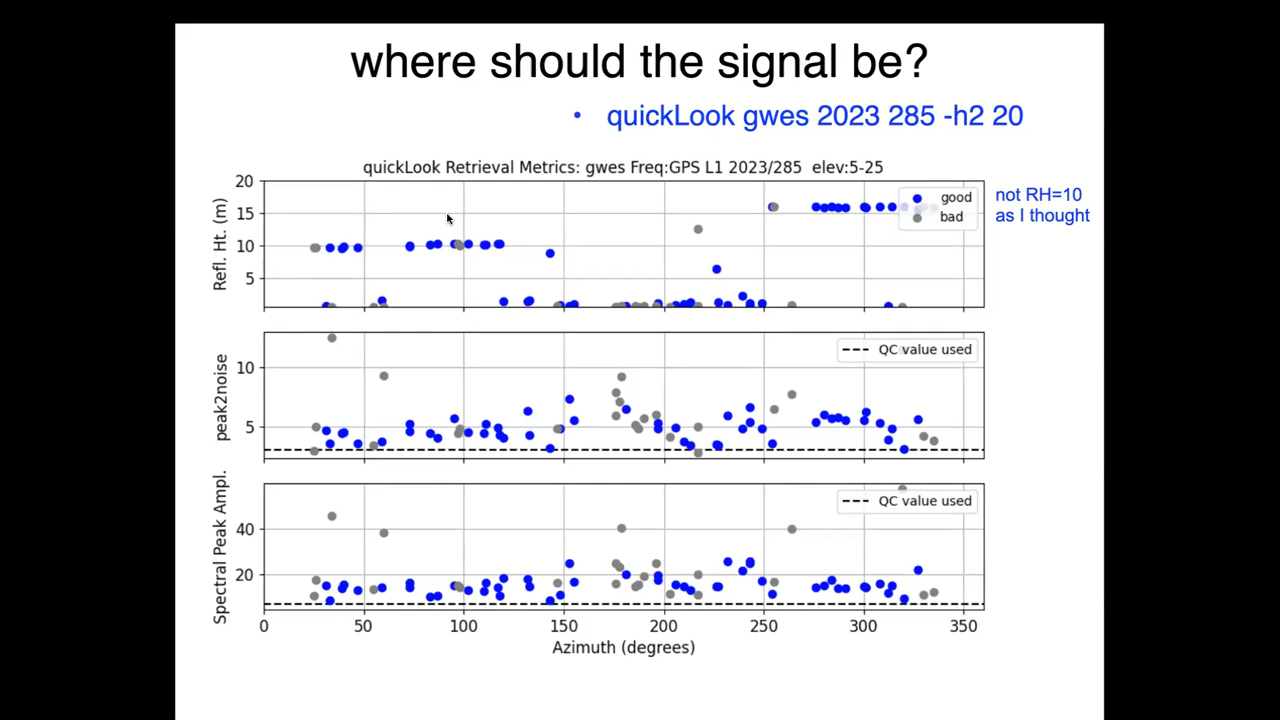 where should the signal be?
• quickLook gwes 2023 285 -h2 20
quickLook Retrieval Metrics: gwes Freq:GPS L1 2023/285 elev:5-25
not RH=10
as I thought
Refl. Ht. (m)
20
15
10
5
good
bad
peak2noise
10
5
QC value used
Spectral Peak Ampl.
40
20
QC value used
0 50 100 150 200 250 300 350
Azimuth (degrees)